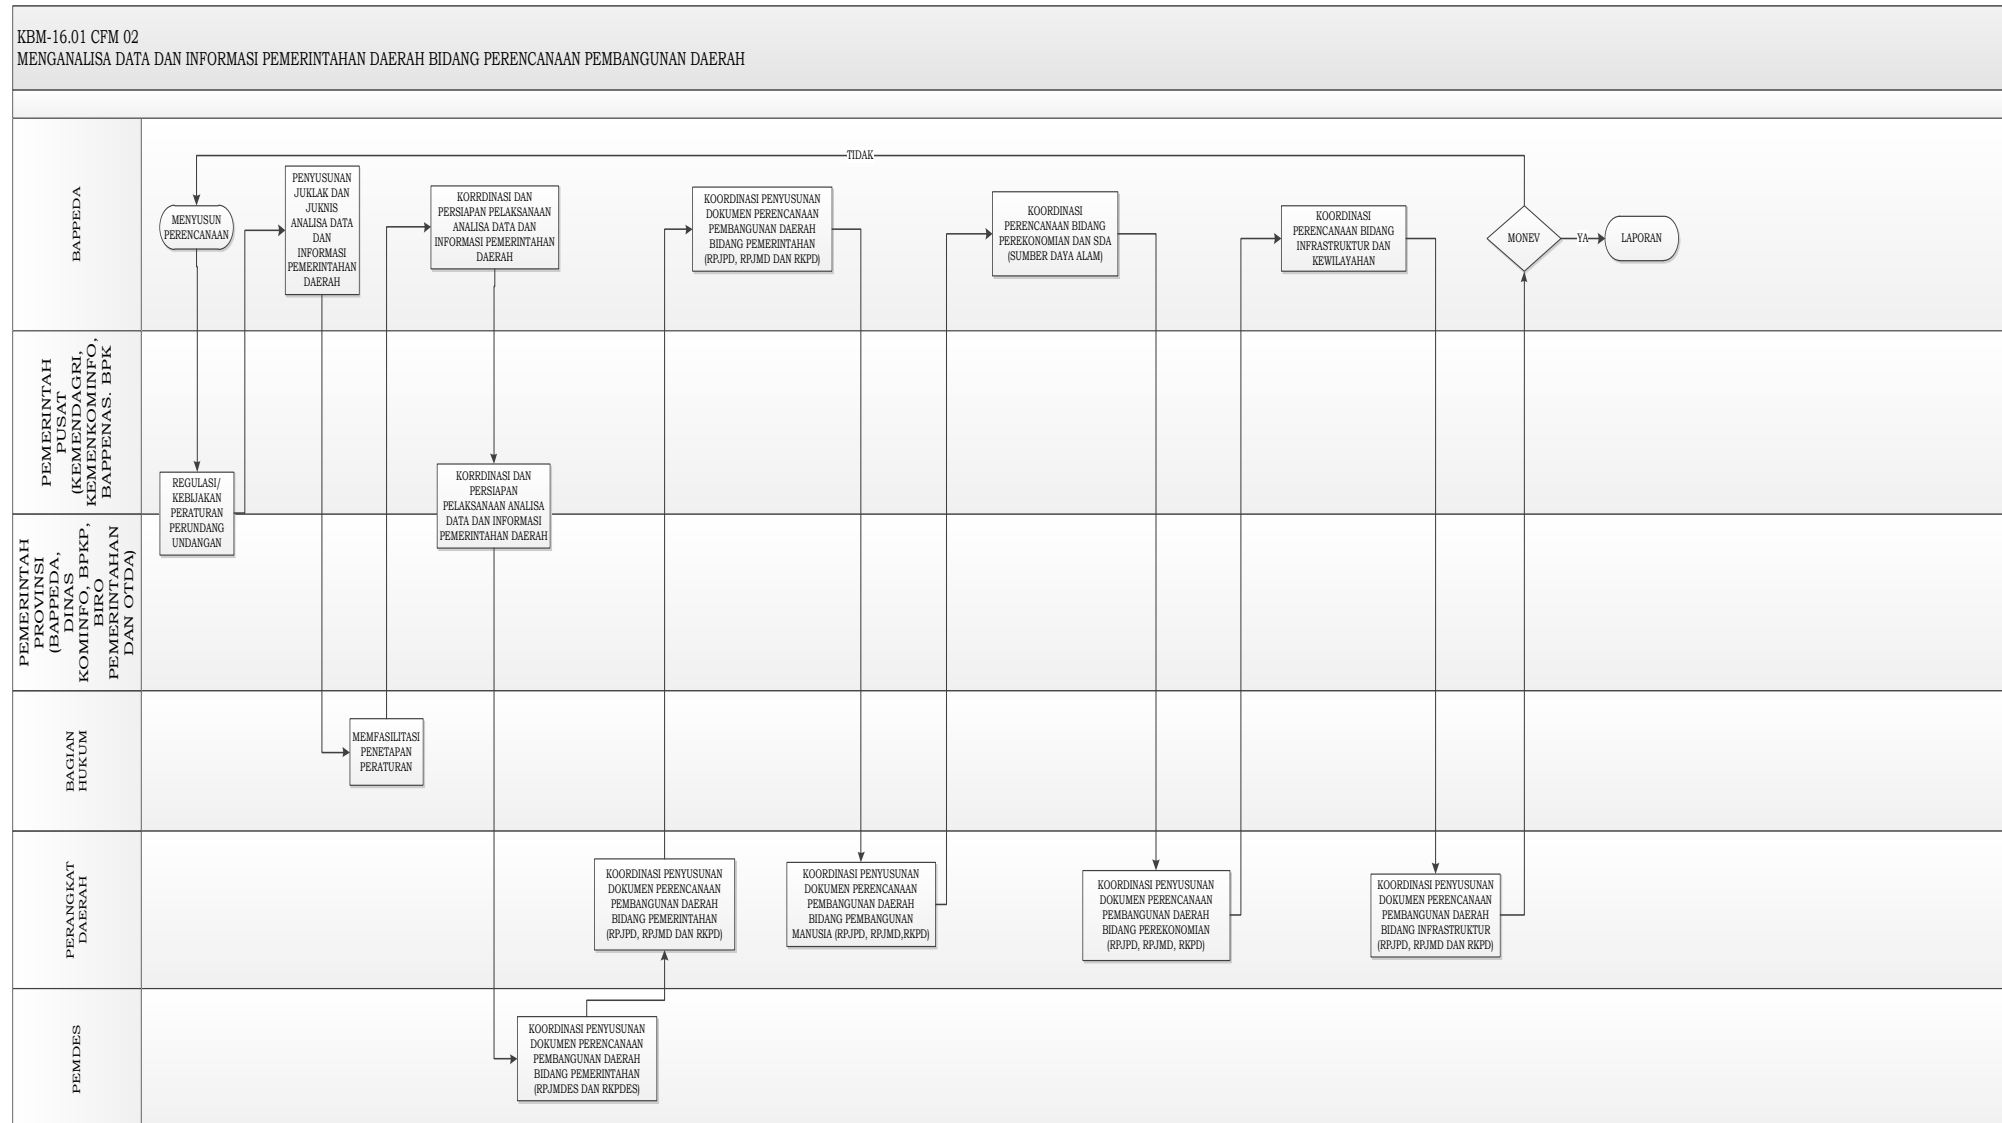 KBM-16.01 CFM 02
MENGANALISA DATA DAN INFORMASI PEMERINTAHAN DAERAH BIDANG PERENCANAAN PEMBANGUNAN DAERAH
BAPPEDA
TIDAK
MENYUSUN
PERENCANAAN
PENYUSUNAN
JUKLAK DAN
JUKNIS
ANALISA DATA
DAN
INFORMASI
PEMERINTAHAN
DAERAH
KORRDINASI DAN
PERSIAPAN PELAKSANAAN
ANALISA DATA DAN
INFORMASI PEMERINTAHAN
DAERAH
KOORDINASI PENYUSUNAN
DOKUMEN PERENCANAAN
PEMBANGUNAN DAERAH
BIDANG PEMERINTAHAN
(RPJPD, RPJMD DAN RKPD)
KOORDINASI
PERENCANAAN BIDANG
PEREKONOMIAN DAN SDA
(SUMBER DAYA ALAM)
KOORDINASI
PERENCANAAN BIDANG
INFRASTRUKTUR DAN
KEWILAYAHAN
MONEV
YA
LAPORAN
PEMERINTAH
PUSAT
(KEMENDAGRI,
KEMENKOMINFO,
BAPPENAS. BPK
REGULASI/
KEBIJAKAN
PERATURAN
PERUNDANG
UNDANGAN
KORRDINASI DAN
PERSIAPAN
PELAKSANAAN ANALISA
DATA DAN INFORMASI
PEMERINTAHAN DAERAH
PEMERINTAH
PROVINSI
(BAPPEDA,
DINAS
KOMINFO, BPKP,
BIRO
PEMERINTAHAN
DAN OTDA)
BAGIAN
HUKUM
MEMFASILITASI
PENETAPAN
PERATURAN
PERANGKAT
DAERAH
KOORDINASI PENYUSUNAN
DOKUMEN PERENCANAAN
PEMBANGUNAN DAERAH
BIDANG PEMERINTAHAN
(RPJPD, RPJMD DAN RKPD)
KOORDINASI PENYUSUNAN
DOKUMEN PERENCANAAN
PEMBANGUNAN DAERAH
BIDANG PEMBANGUNAN
MANUSIA (RPJPD, RPJMD,RKPD)
KOORDINASI PENYUSUNAN
DOKUMEN PERENCANAAN
PEMBANGUNAN DAERAH
BIDANG PEREKONOMIAN
(RPJPD, RPJMD, RKPD)
KOORDINASI PENYUSUNAN
DOKUMEN PERENCANAAN
PEMBANGUNAN DAERAH
BIDANG INFRASTRUKTUR
(RPJPD, RPJMD DAN RKPD)
PEMDES
KOORDINASI PENYUSUNAN
DOKUMEN PERENCANAAN
PEMBANGUNAN DAERAH
BIDANG PEMERINTAHAN
(RPJMDES DAN RKPDES)